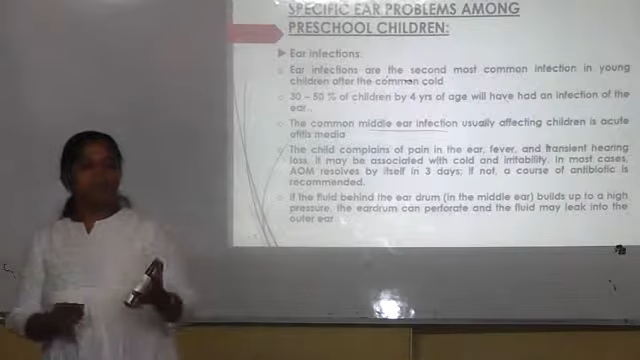 SPECIFIC EAR PROBLEMS AMONG
PRESCHOOL CHILDREN:
Ear infections:
Ear infections are the second most common infection in young
children after the common cold
30 – 50 % of children by 4 yrs of age will have had an infection of the
ear.
The common middle ear infection usually affecting children is acute
otitis media
The child complains of pain in the ear, fever, and transient hearing
loss. It may be associated with cold and irritability. In most cases,
AOM resolves by itself in 3 days; if not, a course of antibiotic is
recommended.
If the fluid behind the ear drum (in the middle ear) builds up to a high
pressure, the eardrum can perforate and the fluid may leak into the
outer ear